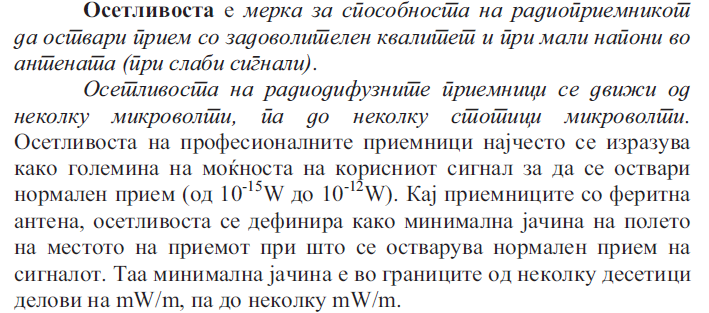 Осетливоста е мерка за способноста на радиоприемникот
да оствари прием со задоволителен квалитет и при мали напони во
антената (при слаби сигнали).
Осетливоста на радиодифузните приемници се движи од
неколку микроволти, па до неколку стотици микроволти.
Осетливоста на професионалните приемници најчесто се изразува
како големина на моќноста на корисниот сигнал за да се оствари
нормален прием (од 10⁻¹⁵W до 10⁻¹²W). Кај приемниците со феритна
антена, осетливоста се дефинира како минимална јачина на полето
на местото на приемот при што се остварува нормален прием на
сигналот. Таа минимална јачина е во границите од неколку десетици
делови на mW/m, па до неколку mW/m.